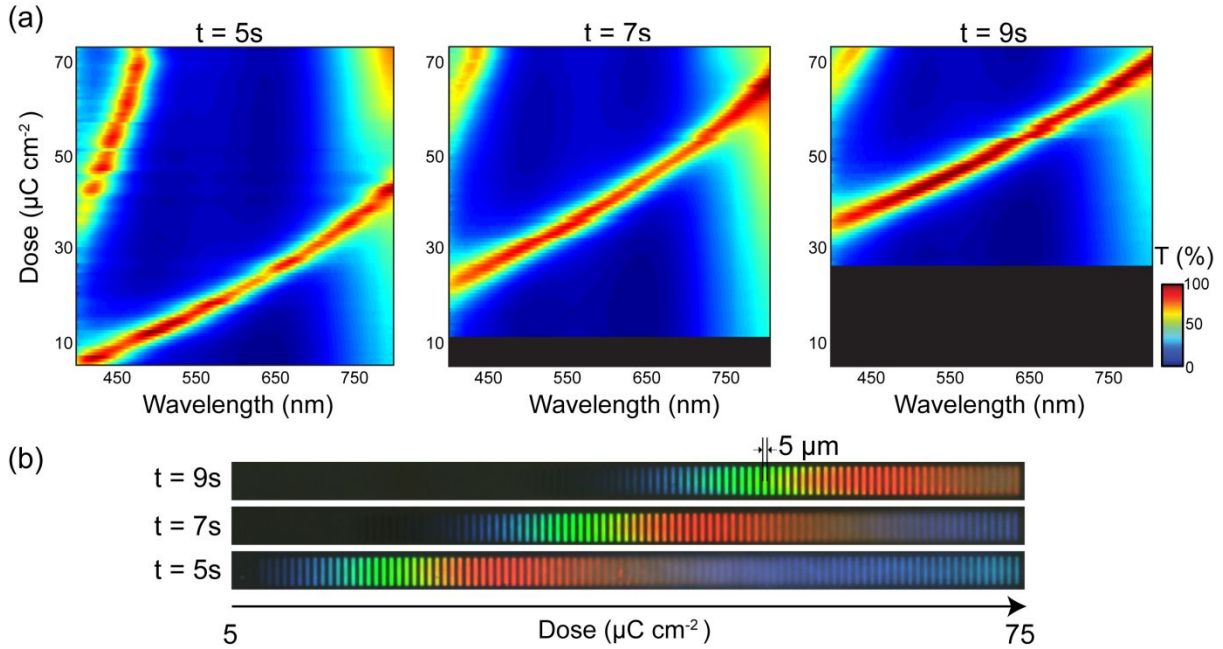 (a)
t = 5s
t = 7s
t = 9s
Dose (µC cm-2)
70
50
30
10
450
550
650
750
Wavelength (nm)
70
50
30
10
450
550
650
750
Wavelength (nm)
70
50
30
10
450
550
650
750
Wavelength (nm)
T (%)
100
50
0
(b)
5 µm
t = 9s
t = 7s
t = 5s
5
Dose (µC cm-2)
75